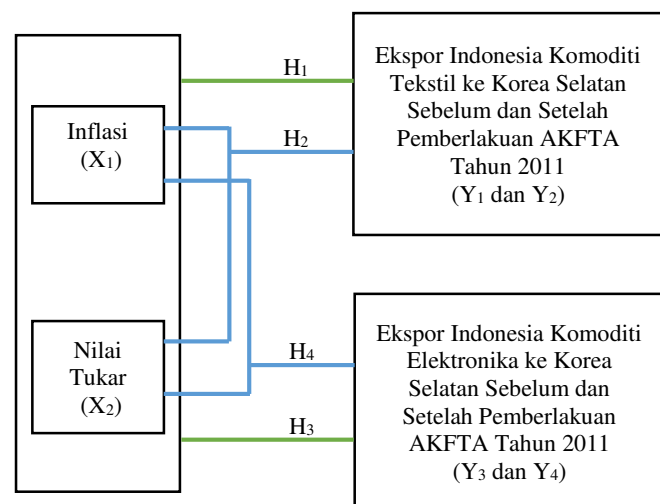 Inflasi
(X₁)
Nilai
Tukar
(X₂)
H₁
H₂
H₄
H₃
Ekspor Indonesia Komoditi
Tekstil ke Korea Selatan
Sebelum dan Setelah
Pemberlakuan AKFTA
Tahun 2011
(Y₁ dan Y₂)
Ekspor Indonesia Komoditi
Elektronika ke Korea
Selatan Sebelum dan
Setelah Pemberlakuan
AKFTA Tahun 2011
(Y₃ dan Y₄)